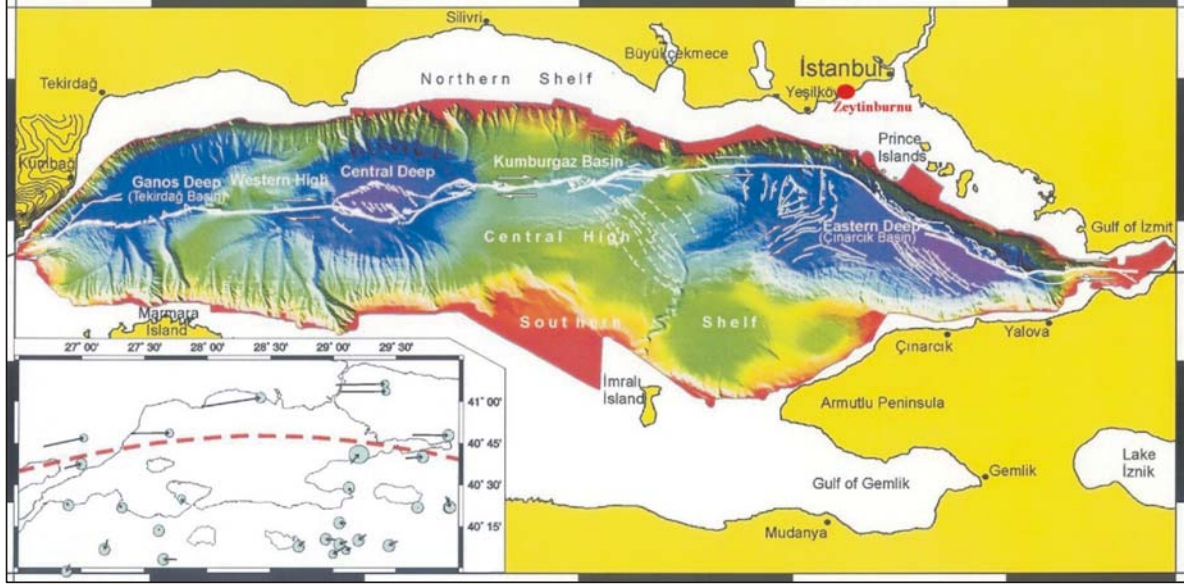 Silivri
Büyükçekmece
İstanbul
Tekirdağ
Northern Shelf
Yeşilköy
Zeytinburnu
Prince
Islands
Kumbağ
Kumburgaz Basin
Ganos Deep
(Tekirdağ Basin)
Western High
Central Deep
Central High
Eastern Deep
(Çınarcık Basin)
Gulf of İzmit
Marmara
Island
Southern Shelf
Yalova
Çınarcık
İmralı
Island
Armutlu Peninsula
Lake
İznik
Gemlik
Gulf of Gemlik
Mudanya
27° 00' 27° 30' 28° 00' 28° 30' 29° 00' 29° 30'
41° 00'
40° 45'
40° 30'
40° 15'